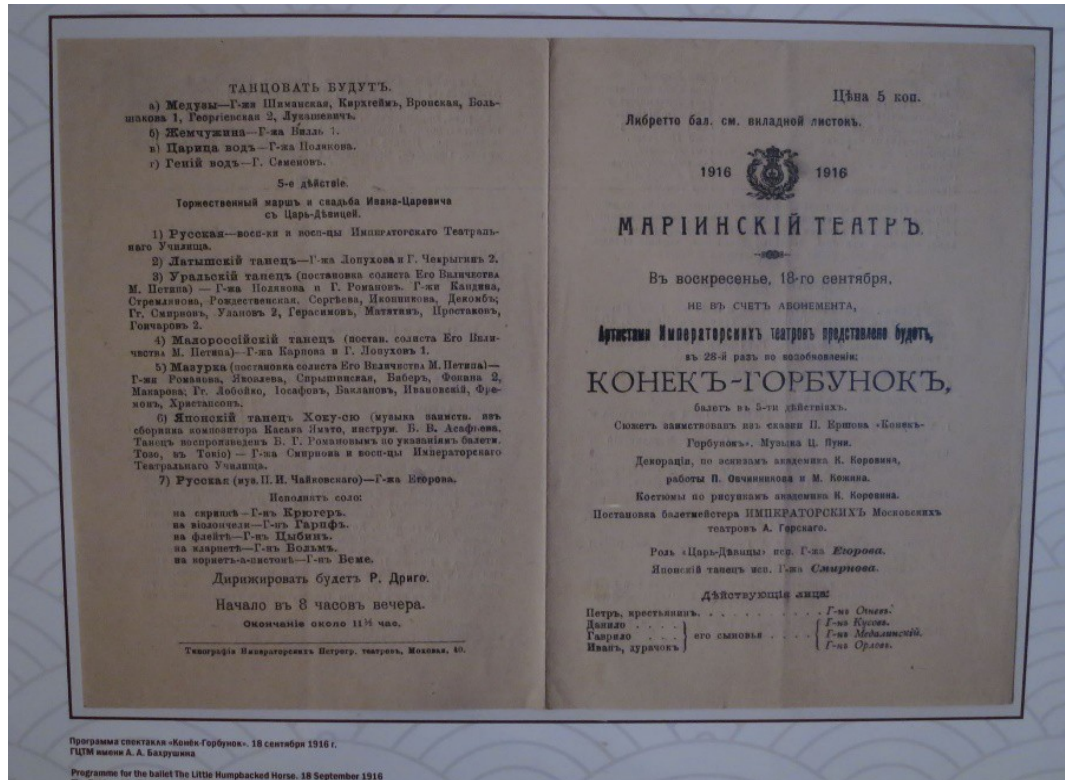 ТАНЦОВАТЬ БУДУТЪ.
а) Медузы—Г-жи Шиманская, Кирхгеймъ, Вронская, Боль-
шакова 1, Георгіевская 2, Лукашевичъ.
б) Жемчужина—Г-жа Вилль 1.
в) Царица водъ—Г-жа Полякова.
г) Геній водъ—Г. Семеновъ.
5-е дѣйствіе.
Торжественный маршъ и свадьба Ивана-Царевича
съ Царь-Дѣвицей.
1) Русская—восп-ки и восп-цы Императорскаго Театраль-
наго Училища.
2) Латышскій танецъ—Г-жа Лопухова и Г. Чекрыгинъ 2.
3) Уральскій танецъ (постановка солиста Его Величества
М. Петипа) — Г-жа Полякова и Г. Романовъ. Г-жи Кандина,
Стремлянова, Рождественская, Сергѣева, Иконникова, Декомбъ;
Гг. Смирновъ, Улановъ 2, Герасимовъ, Матятинъ, Простаковъ,
Гончаровъ 2.
4) Малороссійскій танецъ (постан. солиста Его Вели-
чества М. Петипа)—Г-жа Карпова и Г. Лопуховъ 1.
5) Мазурка (постановка солиста Его Величества М. Петипа)—
Г-жи Романова, Яковлева, Спрышинская, Баберъ, Фокина 2,
Макарова; Гг. Лобойко, Іосафовъ, Баклановъ, Ивановскій, Фре-
монъ, Христапсонъ.
6) Японскій танецъ Хоку-сю (музыка заимств. изъ
сборника композитора Касака Ямато, инструм. Б. В. Асафьева.
Танецъ воспроизведенъ Б. Г. Романовымъ по указаніямъ балетм.
Тозо, въ Токіо) — Г-жа Смирнова и восп-цы Императорскаго
Театральнаго Училища.
7) Русская (муз. П. И. Чайковскаго)—Г-жа Егорова.
Исполнятъ соло:
на скрипкѣ—Г-нъ Крюгеръ.
на віолончели—Г-нъ Гарпфъ.
на флейтѣ—Г-нъ Цыбинъ.
на кларнетѣ—Г-нъ Больмъ.
на корнетъ-а-пистонѣ—Г-нъ Беме.
Дирижировать будетъ Р. Дриго.
Начало въ 8 часовъ вечера.
Окончаніе около 11½ час.
Типографія Императорскихъ Петрогр. театровъ, Моховая, 40.
Цѣна 5 коп.
Либретто бал. см. вкладной листокъ.
1916 1916
МАРІИНСКІЙ ТЕАТРЪ.
Въ воскресенье, 18-го сентября,
НЕ ВЪ СЧЕТЪ АБОНЕМЕНТА,
Артистами Императорскихъ театровъ представлено будетъ,
въ 28-й разъ по возобновленіи:
КОНЕКЪ-ГОРБУНОКЪ,
балетъ въ 5-ти дѣйствіяхъ.
Сюжетъ заимствованъ изъ сказки П. Ершова «Конекъ-
Горбунокъ». Музыка Ц. Пуни.
Декораціи, по эскизамъ академика К. Коровина,
работы П. Овчинникова и М. Кожина.
Костюмы по рисункамъ академика К. Коровина.
Постановка балетмейстера ИМПЕРАТОРСКИХЪ Московскихъ
театровъ А. Горскаго.
Роль «Царь-Дѣвицы» исп. Г-жа Егорова.
Японскій танецъ исп. Г-жа Смирнова.
Дѣйствующія лица:
Петръ, крестьянинъ. . . . . . . . . . . Г-нъ Огневъ.
Данило . . . . Г-нъ Кусовъ.
Гаврило . . . его сыновья . . . . Г-нъ Медалинскій.
Иванъ, дурачокъ Г-нъ Орловъ.
Программа спектакля «Конёк-Горбунок». 18 сентября 1916 г.
ГЦТМ имени А. А. Бахрушина
Programme for the ballet The Little Humpbacked Horse. 18 September 1916